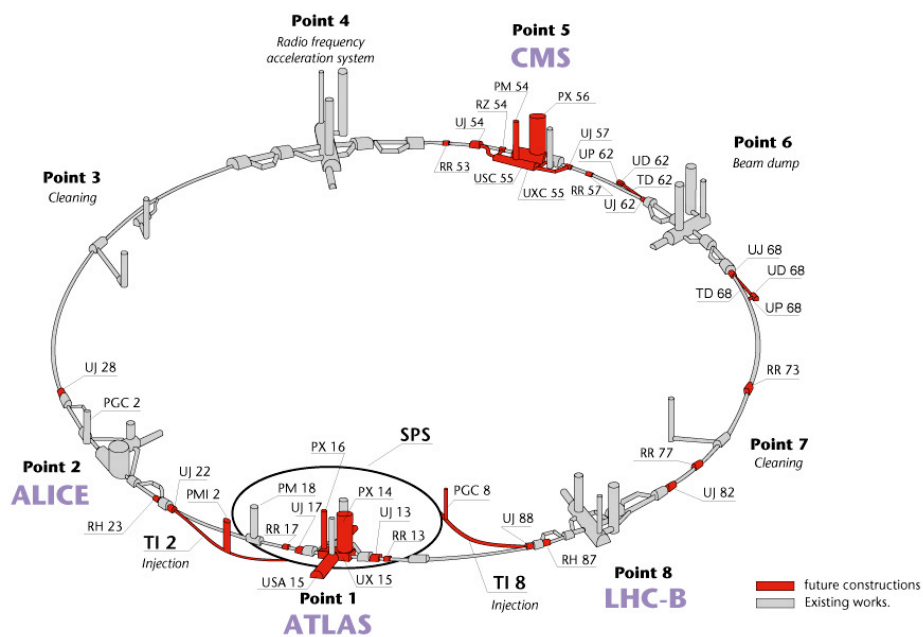 Point 4
Radio frequency
acceleration system
Point 5
CMS
PM 54
PX 56
RZ 54
UJ 54
UJ 57
UP 62
UD 62
TD 62
RR 53
USC 55
UXC 55
RR 57
UJ 62
Point 6
Beam dump
Point 3
Cleaning
UJ 68
UD 68
TD 68
UP 68
UJ 28
PGC 2
RR 73
Point 7
Cleaning
RR 77
UJ 82
SPS
PX 16
Point 2
ALICE
UJ 22
PMI 2
RH 23
TI 2
Injection
PM 18
PX 14
UJ 17
UJ 13
RR 17
RR 13
PGC 8
UJ 88
RH 87
USA 15
UX 15
TI 8
Injection
Point 1
ATLAS
Point 8
LHC-B
future constructions
Existing works.